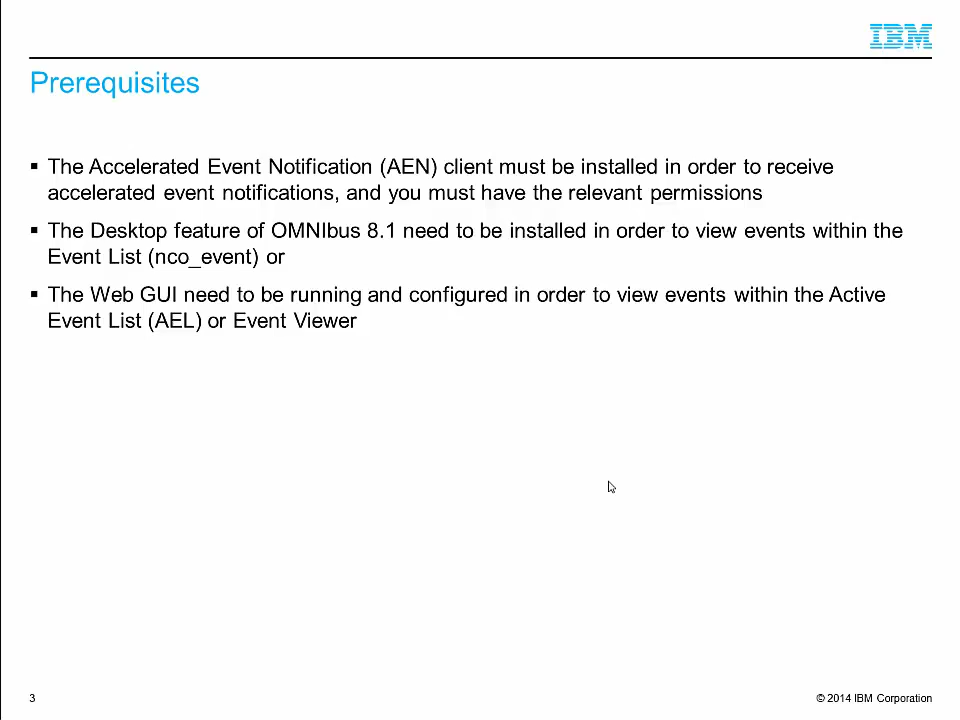 IBM
Prerequisites
▪ The Accelerated Event Notification (AEN) client must be installed in order to receive
accelerated event notifications, and you must have the relevant permissions
▪ The Desktop feature of OMNIbus 8.1 need to be installed in order to view events within the
Event List (nco_event) or
▪ The Web GUI need to be running and configured in order to view events within the Active
Event List (AEL) or Event Viewer
3
© 2014 IBM Corporation